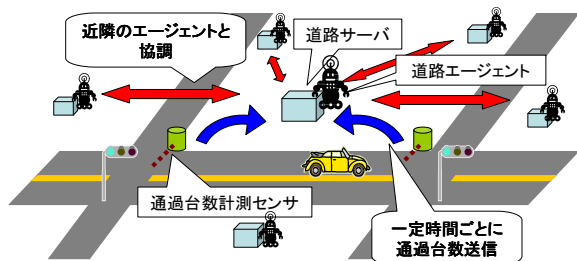 近隣のエージェントと
協調
道路サーバ
道路エージェント
通過台数計測センサ
一定時間ごとに
通過台数送信